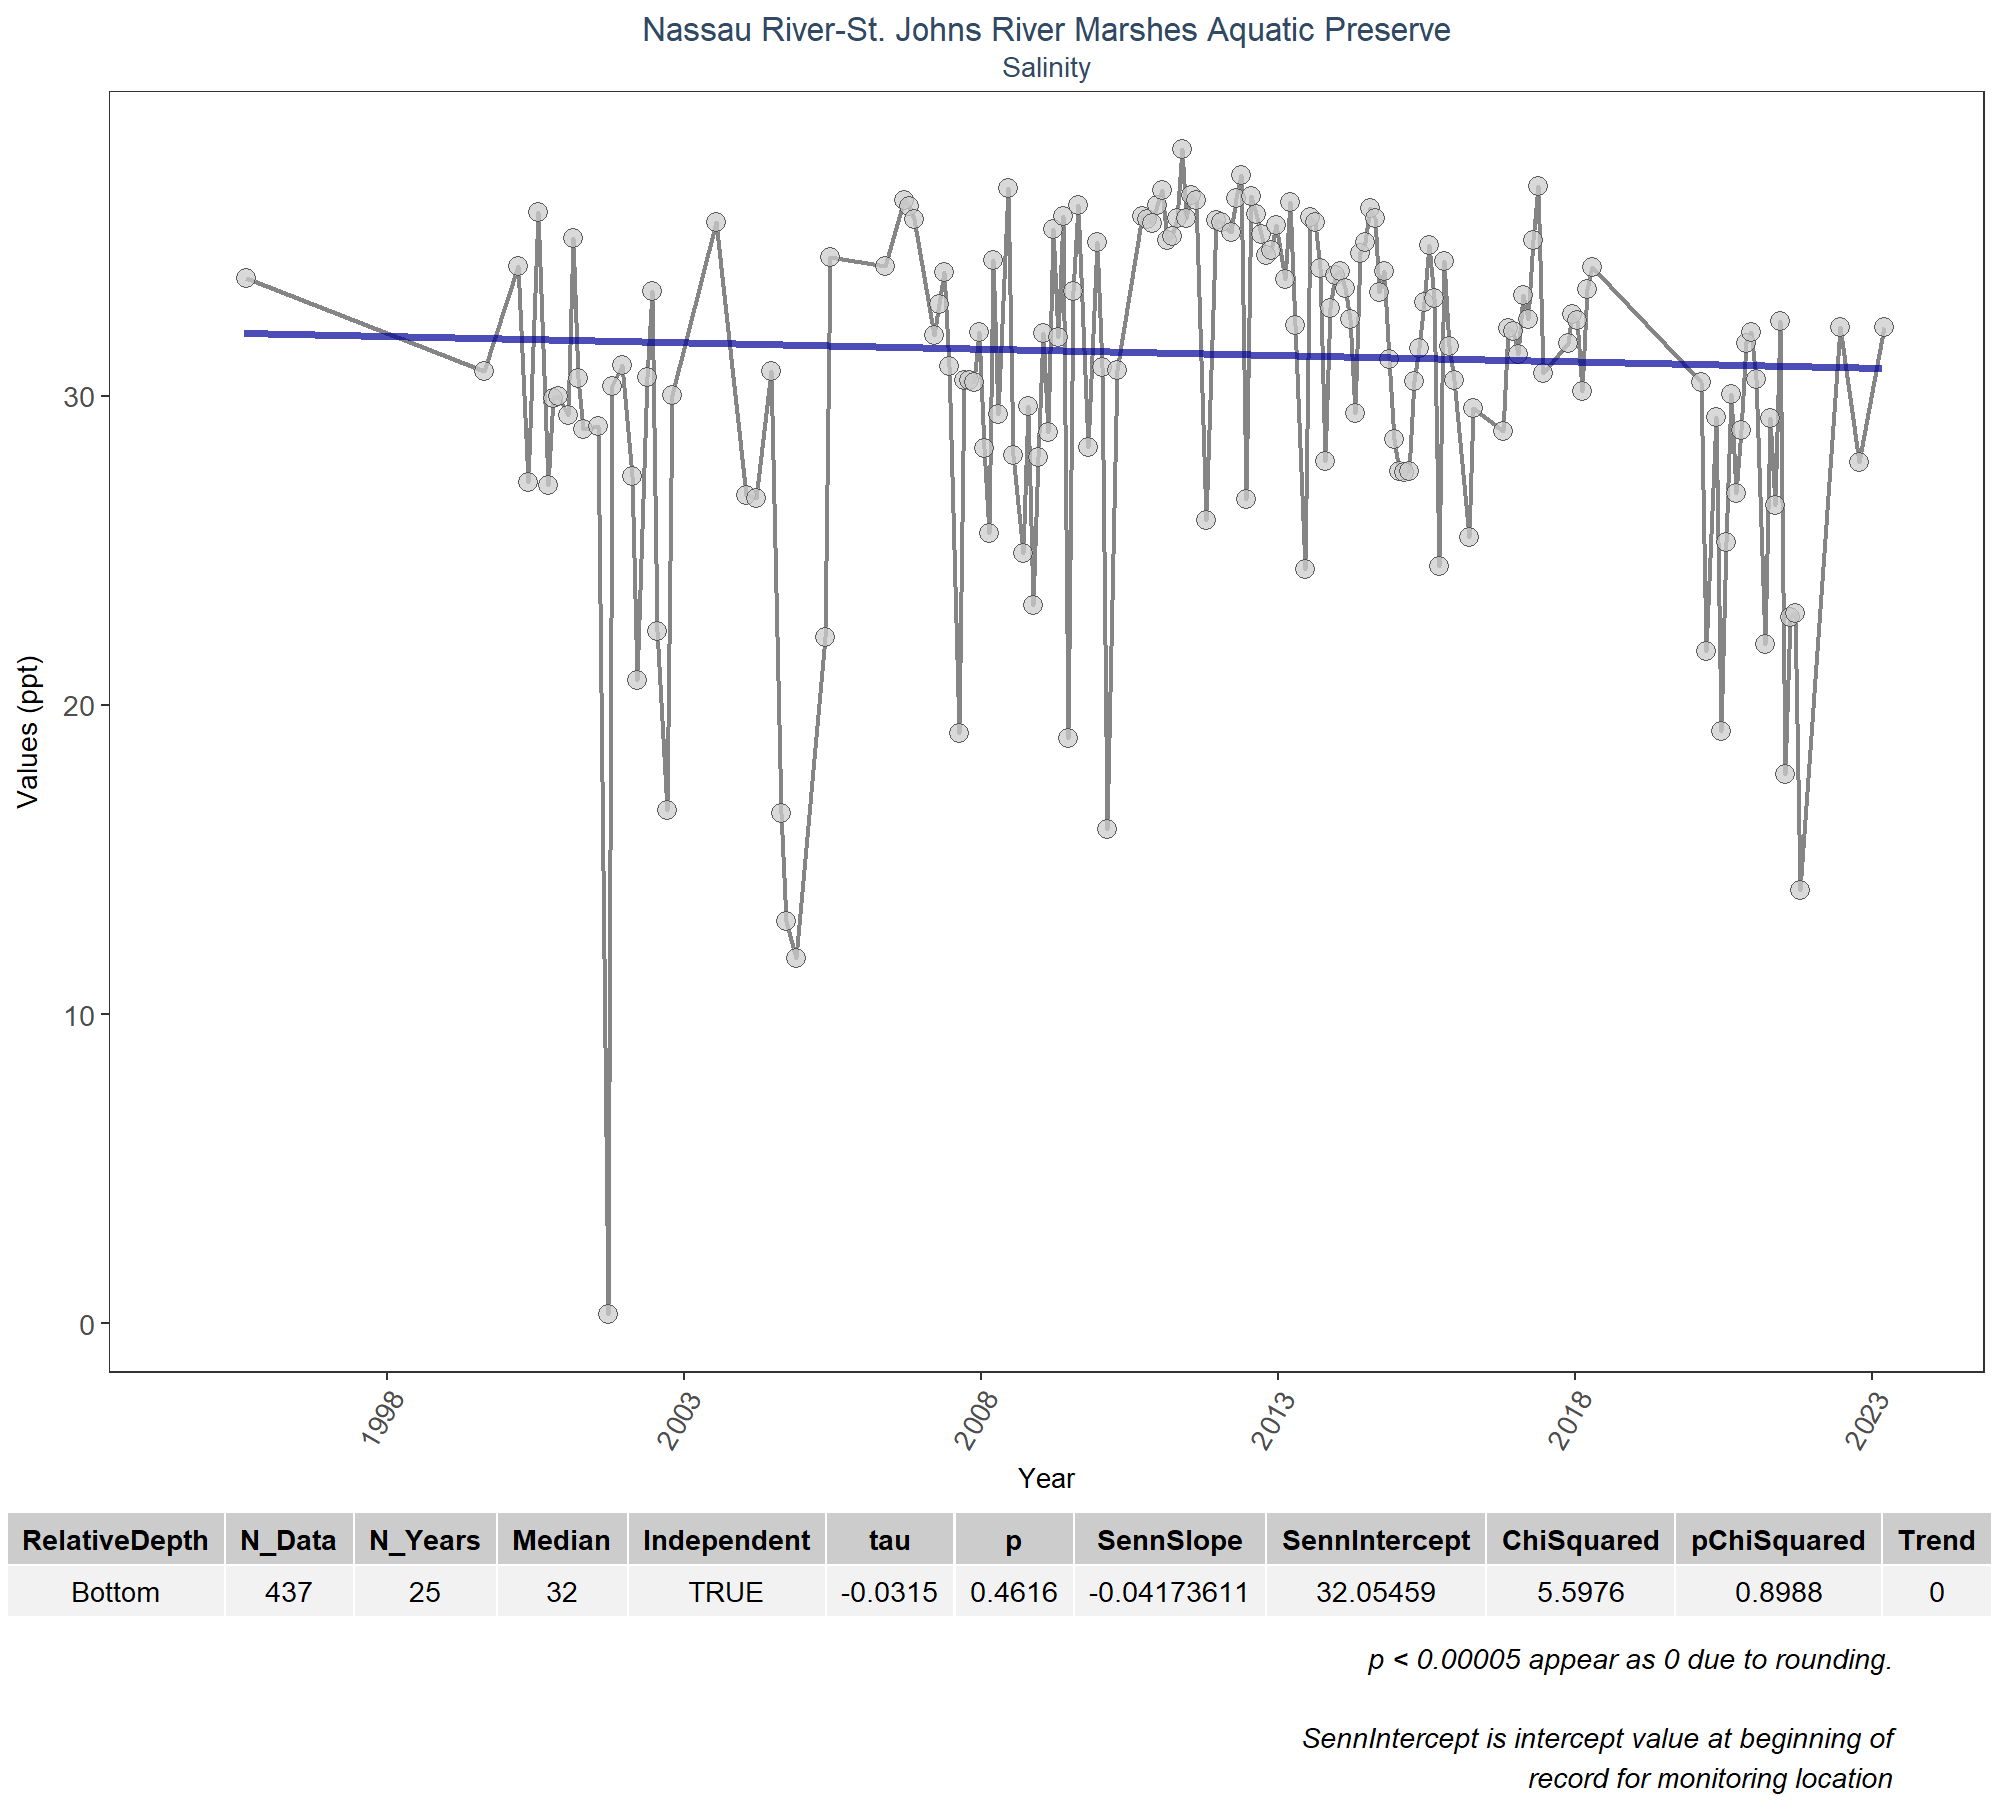 Nassau River-St. Johns River Marshes Aquatic Preserve
Salinity
Values (ppt)
30
20
10
0
1998 2003 2008 2013 2018 2023
Year
RelativeDepth N_Data N_Years Median Independent tau p SennSlope SennIntercept ChiSquared pChiSquared Trend
Bottom 437 25 32 TRUE -0.0315 0.4616 -0.04173611 32.05459 5.5976 0.8988 0
p < 0.00005 appear as 0 due to rounding.
SennIntercept is intercept value at beginning of
record for monitoring location